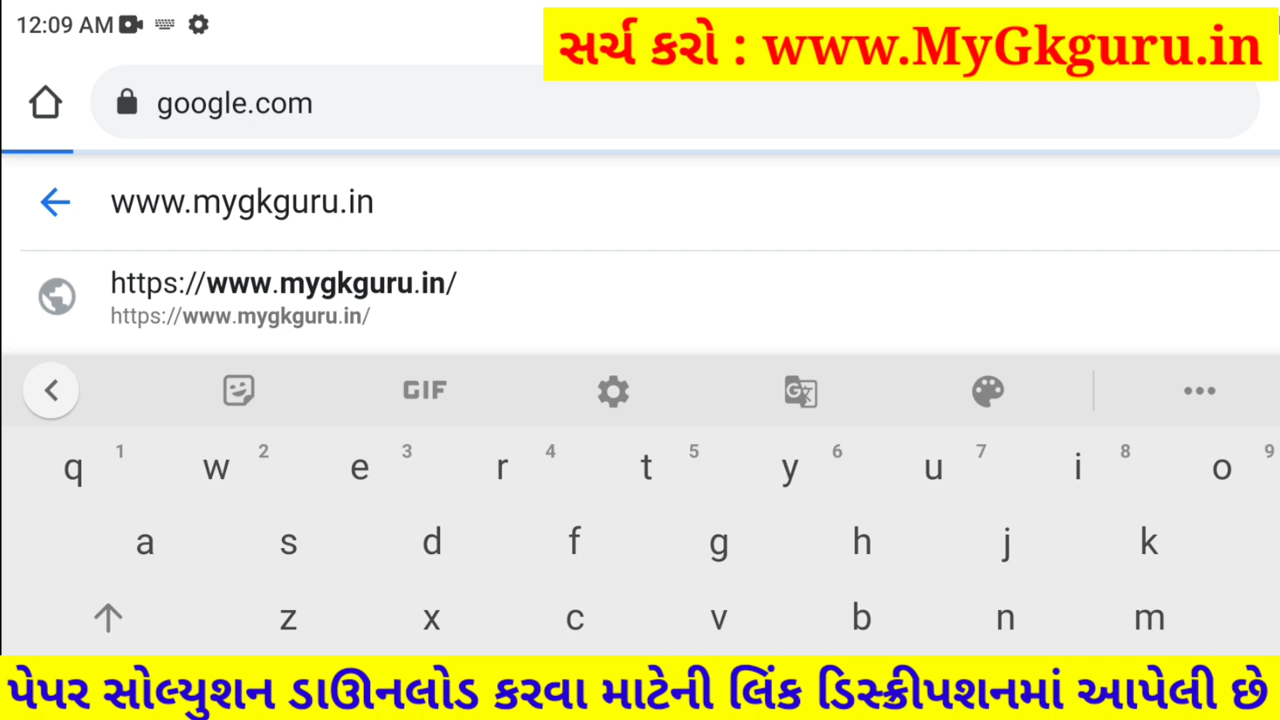 12:09 AM
સર્ચ કરો : www.MyGkguru.in
google.com
www.mygkguru.in
https://www.mygkguru.in/
https://www.mygkguru.in/
GIF
q 1 w 2 e 3 r 4 t 5 y 6 u 7 i 8 o 9
a s d f g h j k
z x c v b n m
પેપર સોલ્યુશન ડાઊનલોડ કરવા માટેની લિંક ડિસ્ક્રીપશનમાં આપેલી છે